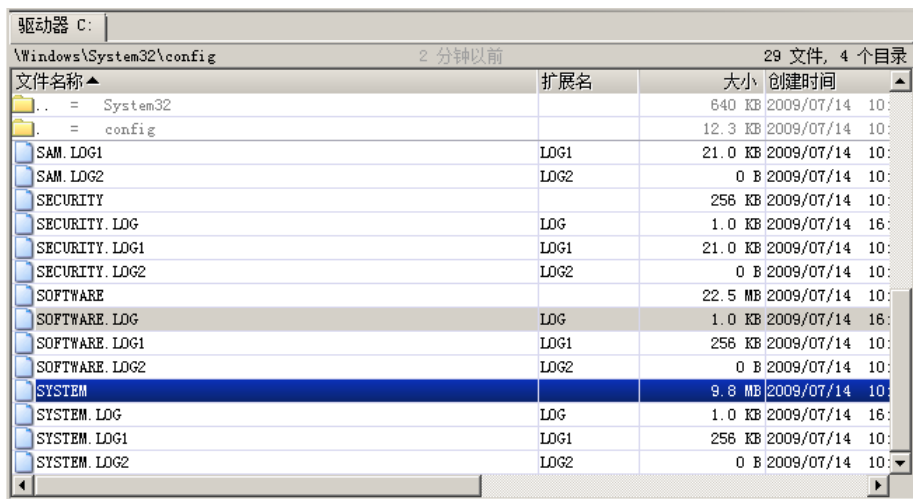 驱动器 C:
\Windows\System32\config 2 分钟以前 29 文件, 4 个目录
文件名称 扩展名 大小 创建时间
.. = System32 640 KB 2009/07/14 10:
. = config 12.3 KB 2009/07/14 10:
SAM.LOG1 LOG1 21.0 KB 2009/07/14 10:
SAM.LOG2 LOG2 0 B 2009/07/14 10:
SECURITY 256 KB 2009/07/14 10:
SECURITY.LOG LOG 1.0 KB 2009/07/14 16:
SECURITY.LOG1 LOG1 21.0 KB 2009/07/14 10:
SECURITY.LOG2 LOG2 0 B 2009/07/14 10:
SOFTWARE 22.5 MB 2009/07/14 10:
SOFTWARE.LOG LOG 1.0 KB 2009/07/14 16:
SOFTWARE.LOG1 LOG1 256 KB 2009/07/14 10:
SOFTWARE.LOG2 LOG2 0 B 2009/07/14 10:
SYSTEM 9.8 MB 2009/07/14 10:
SYSTEM.LOG LOG 1.0 KB 2009/07/14 16:
SYSTEM.LOG1 LOG1 256 KB 2009/07/14 10:
SYSTEM.LOG2 LOG2 0 B 2009/07/14 10: